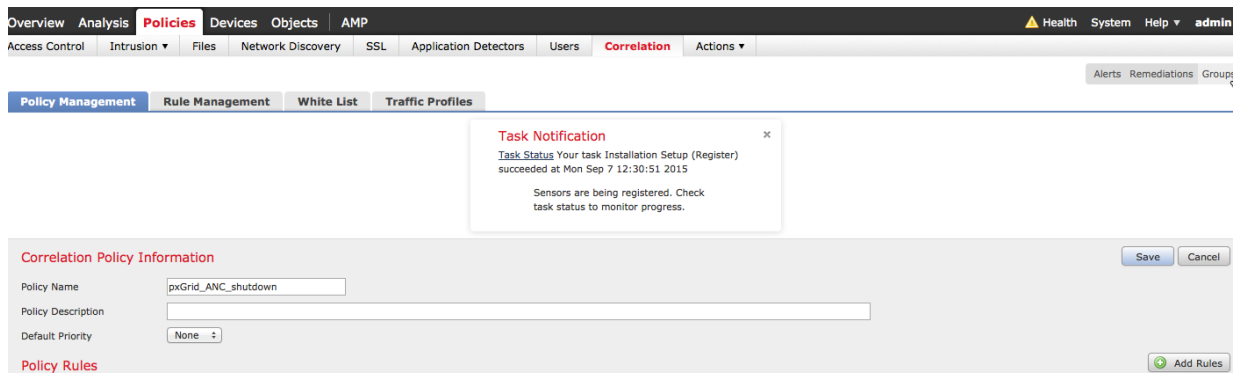 Overview Analysis Policies Devices Objects AMP Health System Help admin
Access Control Intrusion Files Network Discovery SSL Application Detectors Users Correlation Actions
Alerts Remediations Groups
Policy Management Rule Management White List Traffic Profiles
Task Notification
Task Status Your task Installation Setup (Register)
succeeded at Mon Sep 7 12:30:51 2015
Sensors are being registered. Check
task status to monitor progress.
Correlation Policy Information Save Cancel
Policy Name pxGrid_ANC_shutdown
Policy Description
Default Priority None
Policy Rules Add Rules